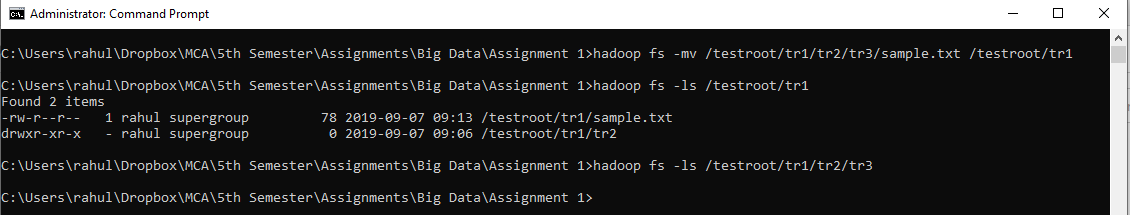 Administrator: Command Prompt
C:\Users\rahul\Dropbox\MCA\5th Semester\Assignments\Big Data\Assignment 1>hadoop fs -mv /testroot/tr1/tr2/tr3/sample.txt /testroot/tr1
C:\Users\rahul\Dropbox\MCA\5th Semester\Assignments\Big Data\Assignment 1>hadoop fs -ls /testroot/tr1
Found 2 items
-rw-r--r--   1 rahul supergroup         78 2019-09-07 09:13 /testroot/tr1/sample.txt
drwxr-xr-x   - rahul supergroup          0 2019-09-07 09:06 /testroot/tr1/tr2
C:\Users\rahul\Dropbox\MCA\5th Semester\Assignments\Big Data\Assignment 1>hadoop fs -ls /testroot/tr1/tr2/tr3
C:\Users\rahul\Dropbox\MCA\5th Semester\Assignments\Big Data\Assignment 1>